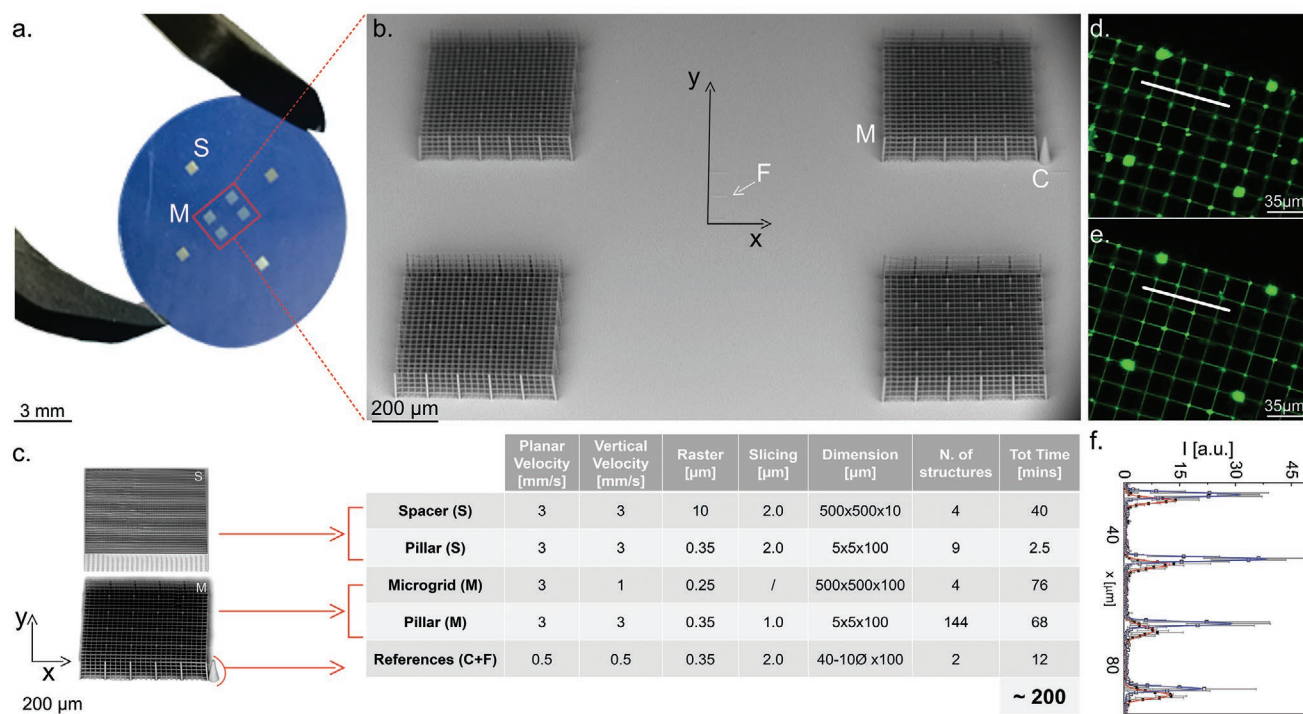 a.
S
M
3 mm
b.
y
M
F
C
x
200 µm
d.
35µm
e.
35µm
c.
S
M
y
x
200 µm
Planar Velocity [mm/s] Vertical Velocity [mm/s] Raster [µm] Slicing [µm] Dimension [µm] N. of structures Tot Time [mins]
Spacer (S) 3 3 10 2.0 500x500x10 4 40
Pillar (S) 3 3 0.35 2.0 5x5x100 9 2.5
Microgrid (M) 3 1 0.25 / 500x500x100 4 76
Pillar (M) 3 3 0.35 1.0 5x5x100 144 68
References (C+F) 0.5 0.5 0.35 2.0 40-10Ø x100 2 12
~ 200
f.
I [a.u.]
0 15 30 45
0
40
x [µm]
80